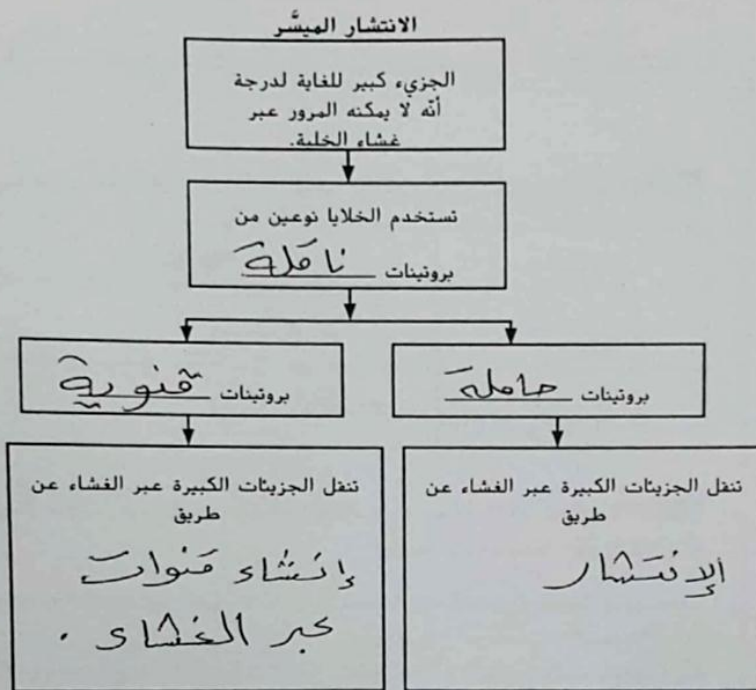 الانتشار الميسَّر
الجزيء كبير للغاية لدرجة
أنّه لا يمكنه المرور عبر
غشاء الخلية.
تستخدم الخلايا نوعين من
بروتينات ناقلة
بروتينات حاملة
بروتينات قنوية
تنقل الجزيئات الكبيرة عبر الغشاء عن
طريق
الإنتشار
تنقل الجزيئات الكبيرة عبر الغشاء عن
طريق
إنشاء قنوات
عبر الغشاء .